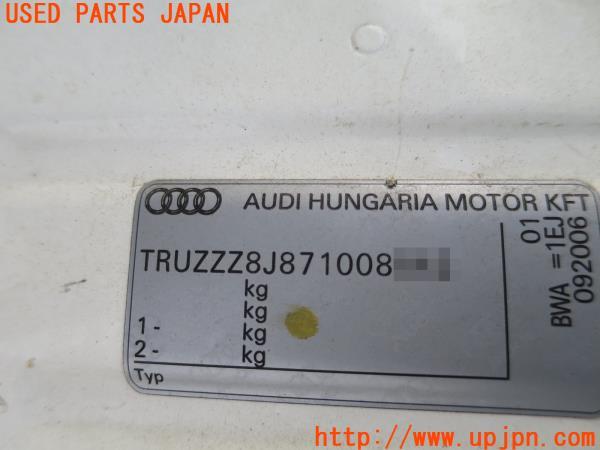 USED PARTS JAPAN
AUDI HUNGARIA MOTOR KFT
TRUZZZ8J871008
kg
kg
1- kg
2- kg
Typ
01
BWA =1EJ
092006
http://www.upjpn.com/